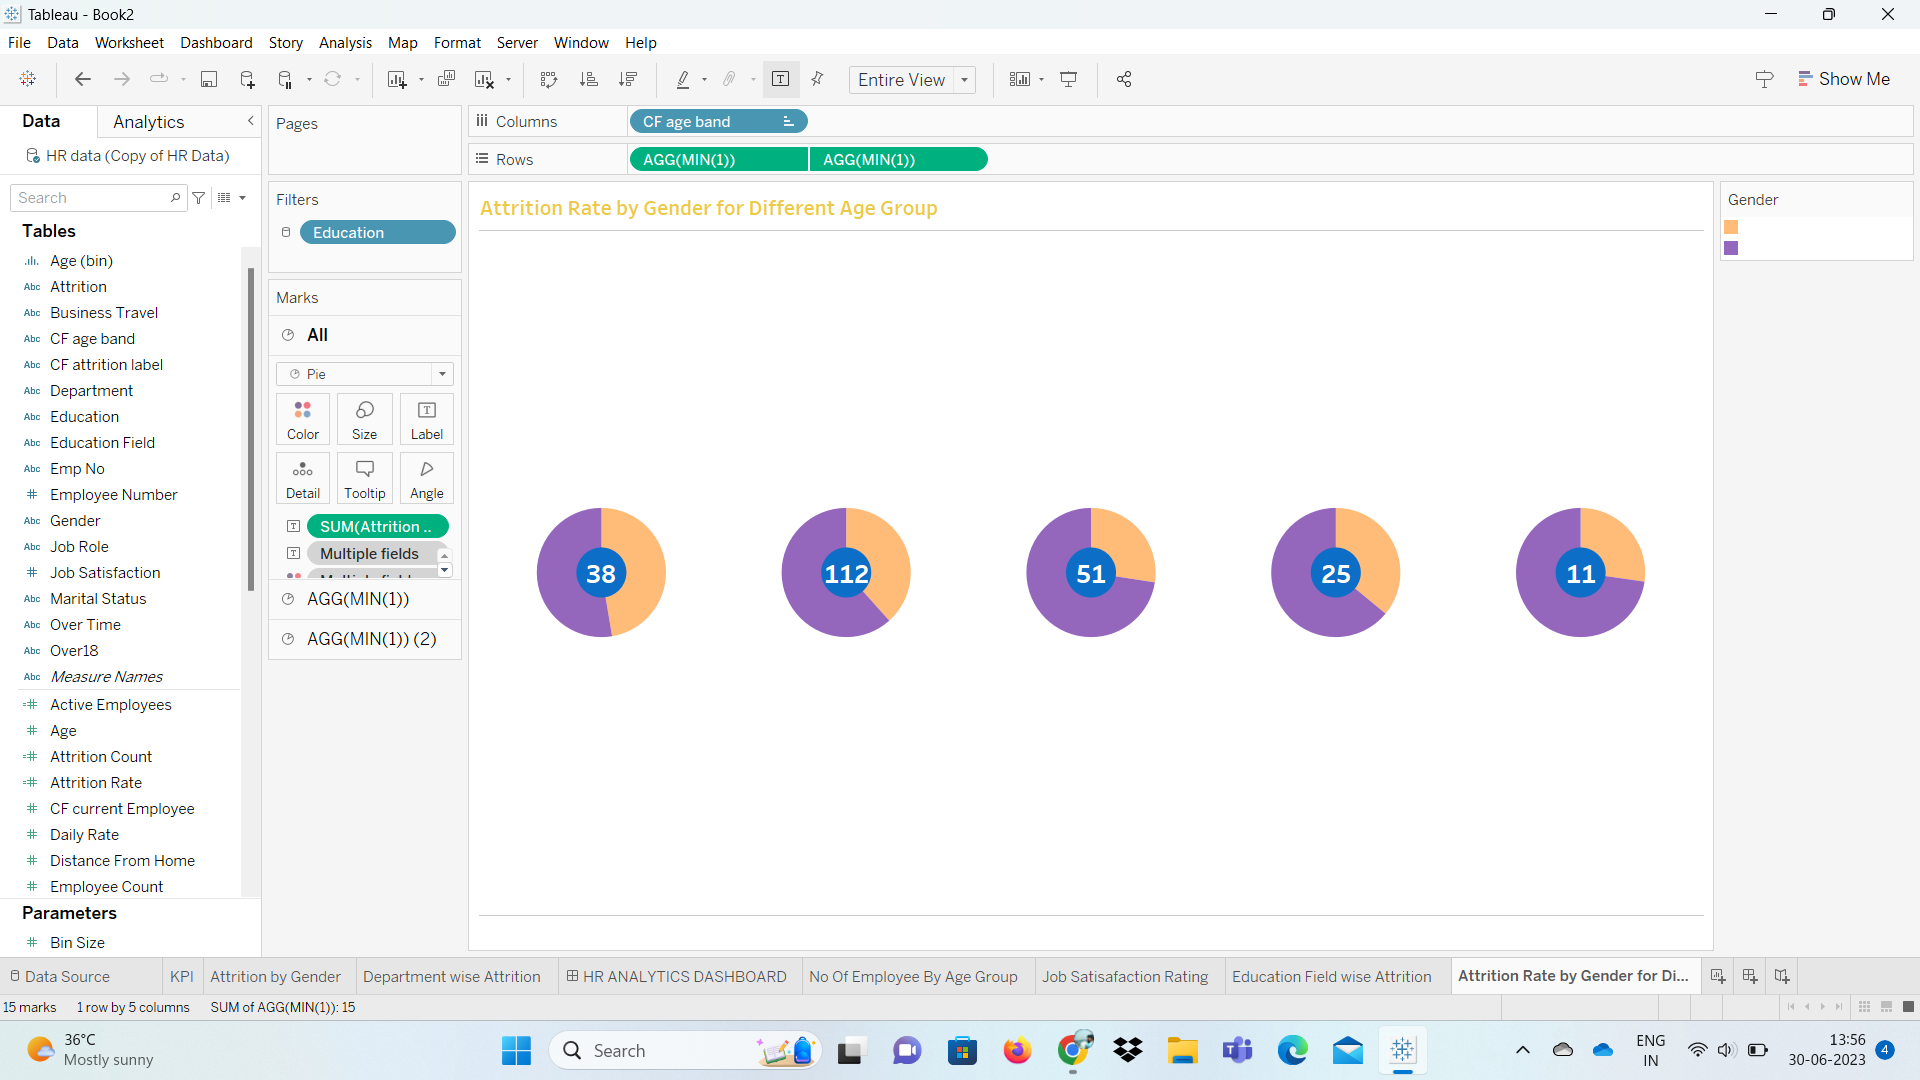 Tableau - Book2
File Data Worksheet Dashboard Story Analysis Map Format Server Window Help
Entire View
Show Me
Data Analytics
HR data (Copy of HR Data)
Search
Tables
Age (bin)
Attrition
Business Travel
CF age band
CF attrition label
Department
Education
Education Field
Emp No
Employee Number
Gender
Job Role
Job Satisfaction
Marital Status
Over Time
Over18
Measure Names
Active Employees
Age
Attrition Count
Attrition Rate
CF current Employee
Daily Rate
Distance From Home
Employee Count
Parameters
Bin Size
Pages
Filters
Education
Marks
All
Pie
Color Size Label
Detail Tooltip Angle
SUM(Attrition ..
Multiple fields
AGG(MIN(1))
AGG(MIN(1)) (2)
Columns CF age band
Rows AGG(MIN(1)) AGG(MIN(1))
Attrition Rate by Gender for Different Age Group
38 112 51 25 11
Gender
Data Source KPI Attrition by Gender Department wise Attrition HR ANALYTICS DASHBOARD No Of Employee By Age Group Job Satisafaction Rating Education Field wise Attrition Attrition Rate by Gender for Di...
15 marks 1 row by 5 columns SUM of AGG(MIN(1)): 15
36°C
Mostly sunny
Search
ENG
IN
13:56
30-06-2023
4